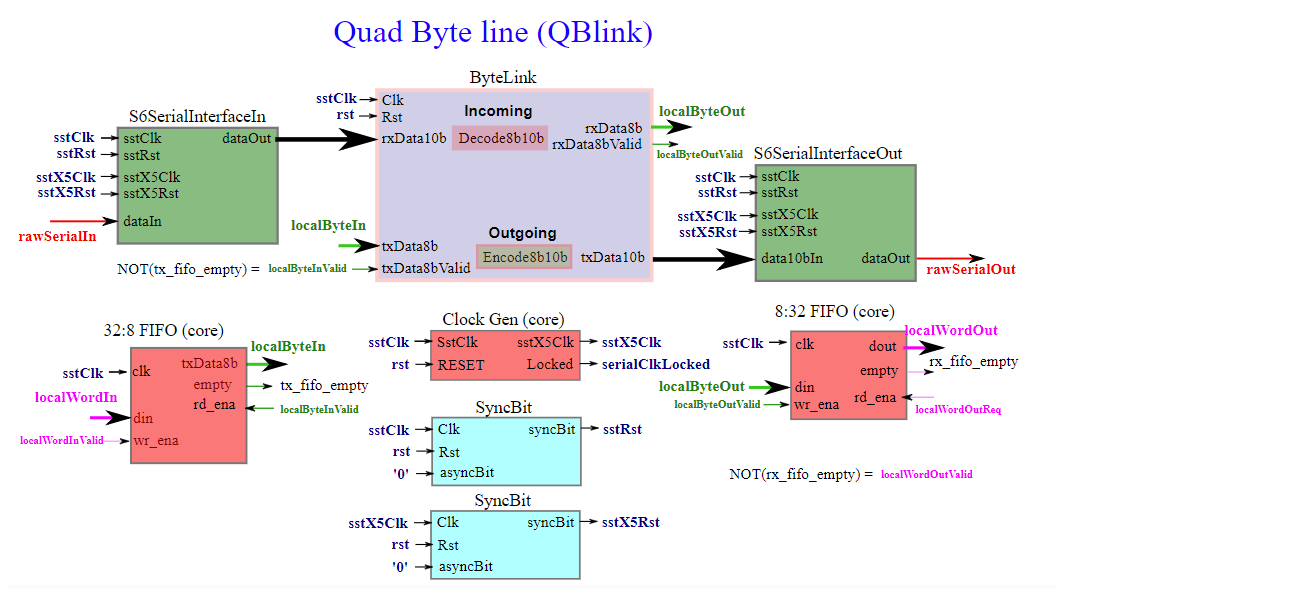 Quad Byte line (QBlink)
ByteLink
S6SerialInterfaceIn
sstClk
sstRst
sstX5Clk
sstX5Rst
rawSerialIn
sstClk
dataOut
sstRst
sstX5Clk
sstX5Rst
dataIn
sstClk
rst
Clk
Rst
rxData10b
Incoming
Decode8b10b
rxData8b
rxData8bValid
localByteOut
localByteOutValid
localByteIn
NOT(tx_fifo_empty) = localByteInValid
txData8b
txData8bValid
Outgoing
Encode8b10b
txData10b
S6SerialInterfaceOut
sstClk
sstRst
sstX5Clk
sstX5Rst
sstClk
sstRst
sstX5Clk
sstX5Rst
data10bIn
dataOut
rawSerialOut
32:8 FIFO (core)
sstClk
localWordIn
localWordInValid
clk
din
wr_ena
txData8b
empty
rd_ena
localByteIn
tx_fifo_empty
localByteInValid
Clock Gen (core)
sstClk
rst
SstClk
RESET
sstX5Clk
Locked
sstX5Clk
serialClkLocked
SyncBit
sstClk
rst
'0'
Clk
Rst
asyncBit
syncBit
sstRst
SyncBit
sstX5Clk
rst
'0'
Clk
Rst
asyncBit
syncBit
sstX5Rst
8:32 FIFO (core)
sstClk
localByteOut
localByteOutValid
clk
din
wr_ena
dout
empty
rd_ena
localWordOut
rx_fifo_empty
localWordOutReq
NOT(rx_fifo_empty) = localWordOutValid